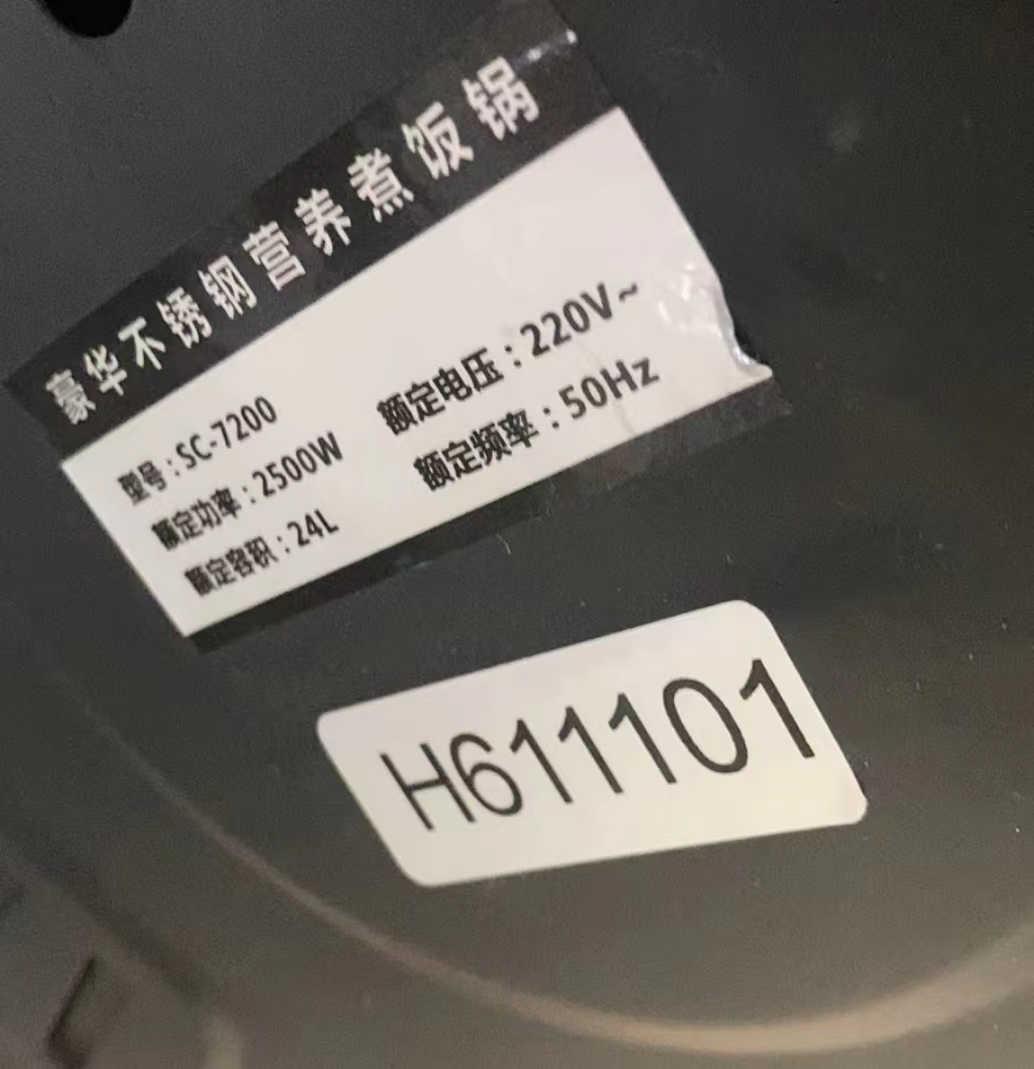 豪华不锈钢营养煮饭锅
型号：SC-7200
额定功率：2500W
额定容积：24L
额定电压：220V~
额定频率：50Hz
H611101